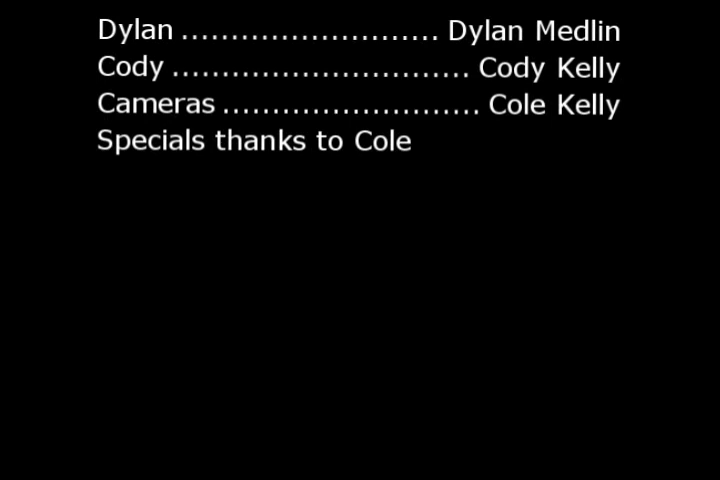 Dylan .......................... Dylan Medlin
Cody .............................. Cody Kelly
Cameras .......................... Cole Kelly
Specials thanks to Cole